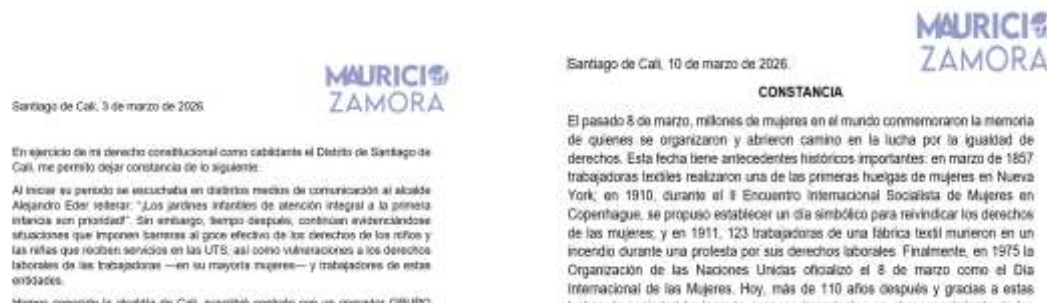 MAURICIO
ZAMORA
Santiago de Cali, 3 de marzo de 2026.
En ejercicio de mi derecho constitucional como cabildante el Distrito de Santiago de
Cali, me permito dejar constancia de lo siguiente:
Al iniciar su periodo se escuchaba en distintos medios de comunicación al alcalde
Alejandro Eder reiterar: “¡Los jardines infantiles de atención integral a la primera
infancia son prioridad!”. Sin embargo, tiempo después, continúan evidenciándose
situaciones que imponen barreras al goce efectivo de los derechos de los niños y
las niñas que reciben servicios en las UTS, así como vulneraciones a los derechos
laborales de las trabajadoras —en su mayoría mujeres— y trabajadores de estas
entidades.
MAURICIO
ZAMORA
Santiago de Cali, 10 de marzo de 2026.
CONSTANCIA
El pasado 8 de marzo, millones de mujeres en el mundo conmemoraron la memoria
de quienes se organizaron y abrieron camino en la lucha por la igualdad de
derechos. Esta fecha tiene antecedentes históricos importantes: en marzo de 1857
trabajadoras textiles realizaron una de las primeras huelgas de mujeres en Nueva
York; en 1910, durante el II Encuentro Internacional Socialista de Mujeres en
Copenhague, se propuso establecer un día simbólico para reivindicar los derechos
de las mujeres; y en 1911, 123 trabajadoras de una fábrica textil murieron en un
incendio durante una protesta por sus derechos laborales. Finalmente, en 1975 la
Organización de las Naciones Unidas oficializó el 8 de marzo como el Día
Internacional de las Mujeres. Hoy, más de 110 años después y gracias a estas